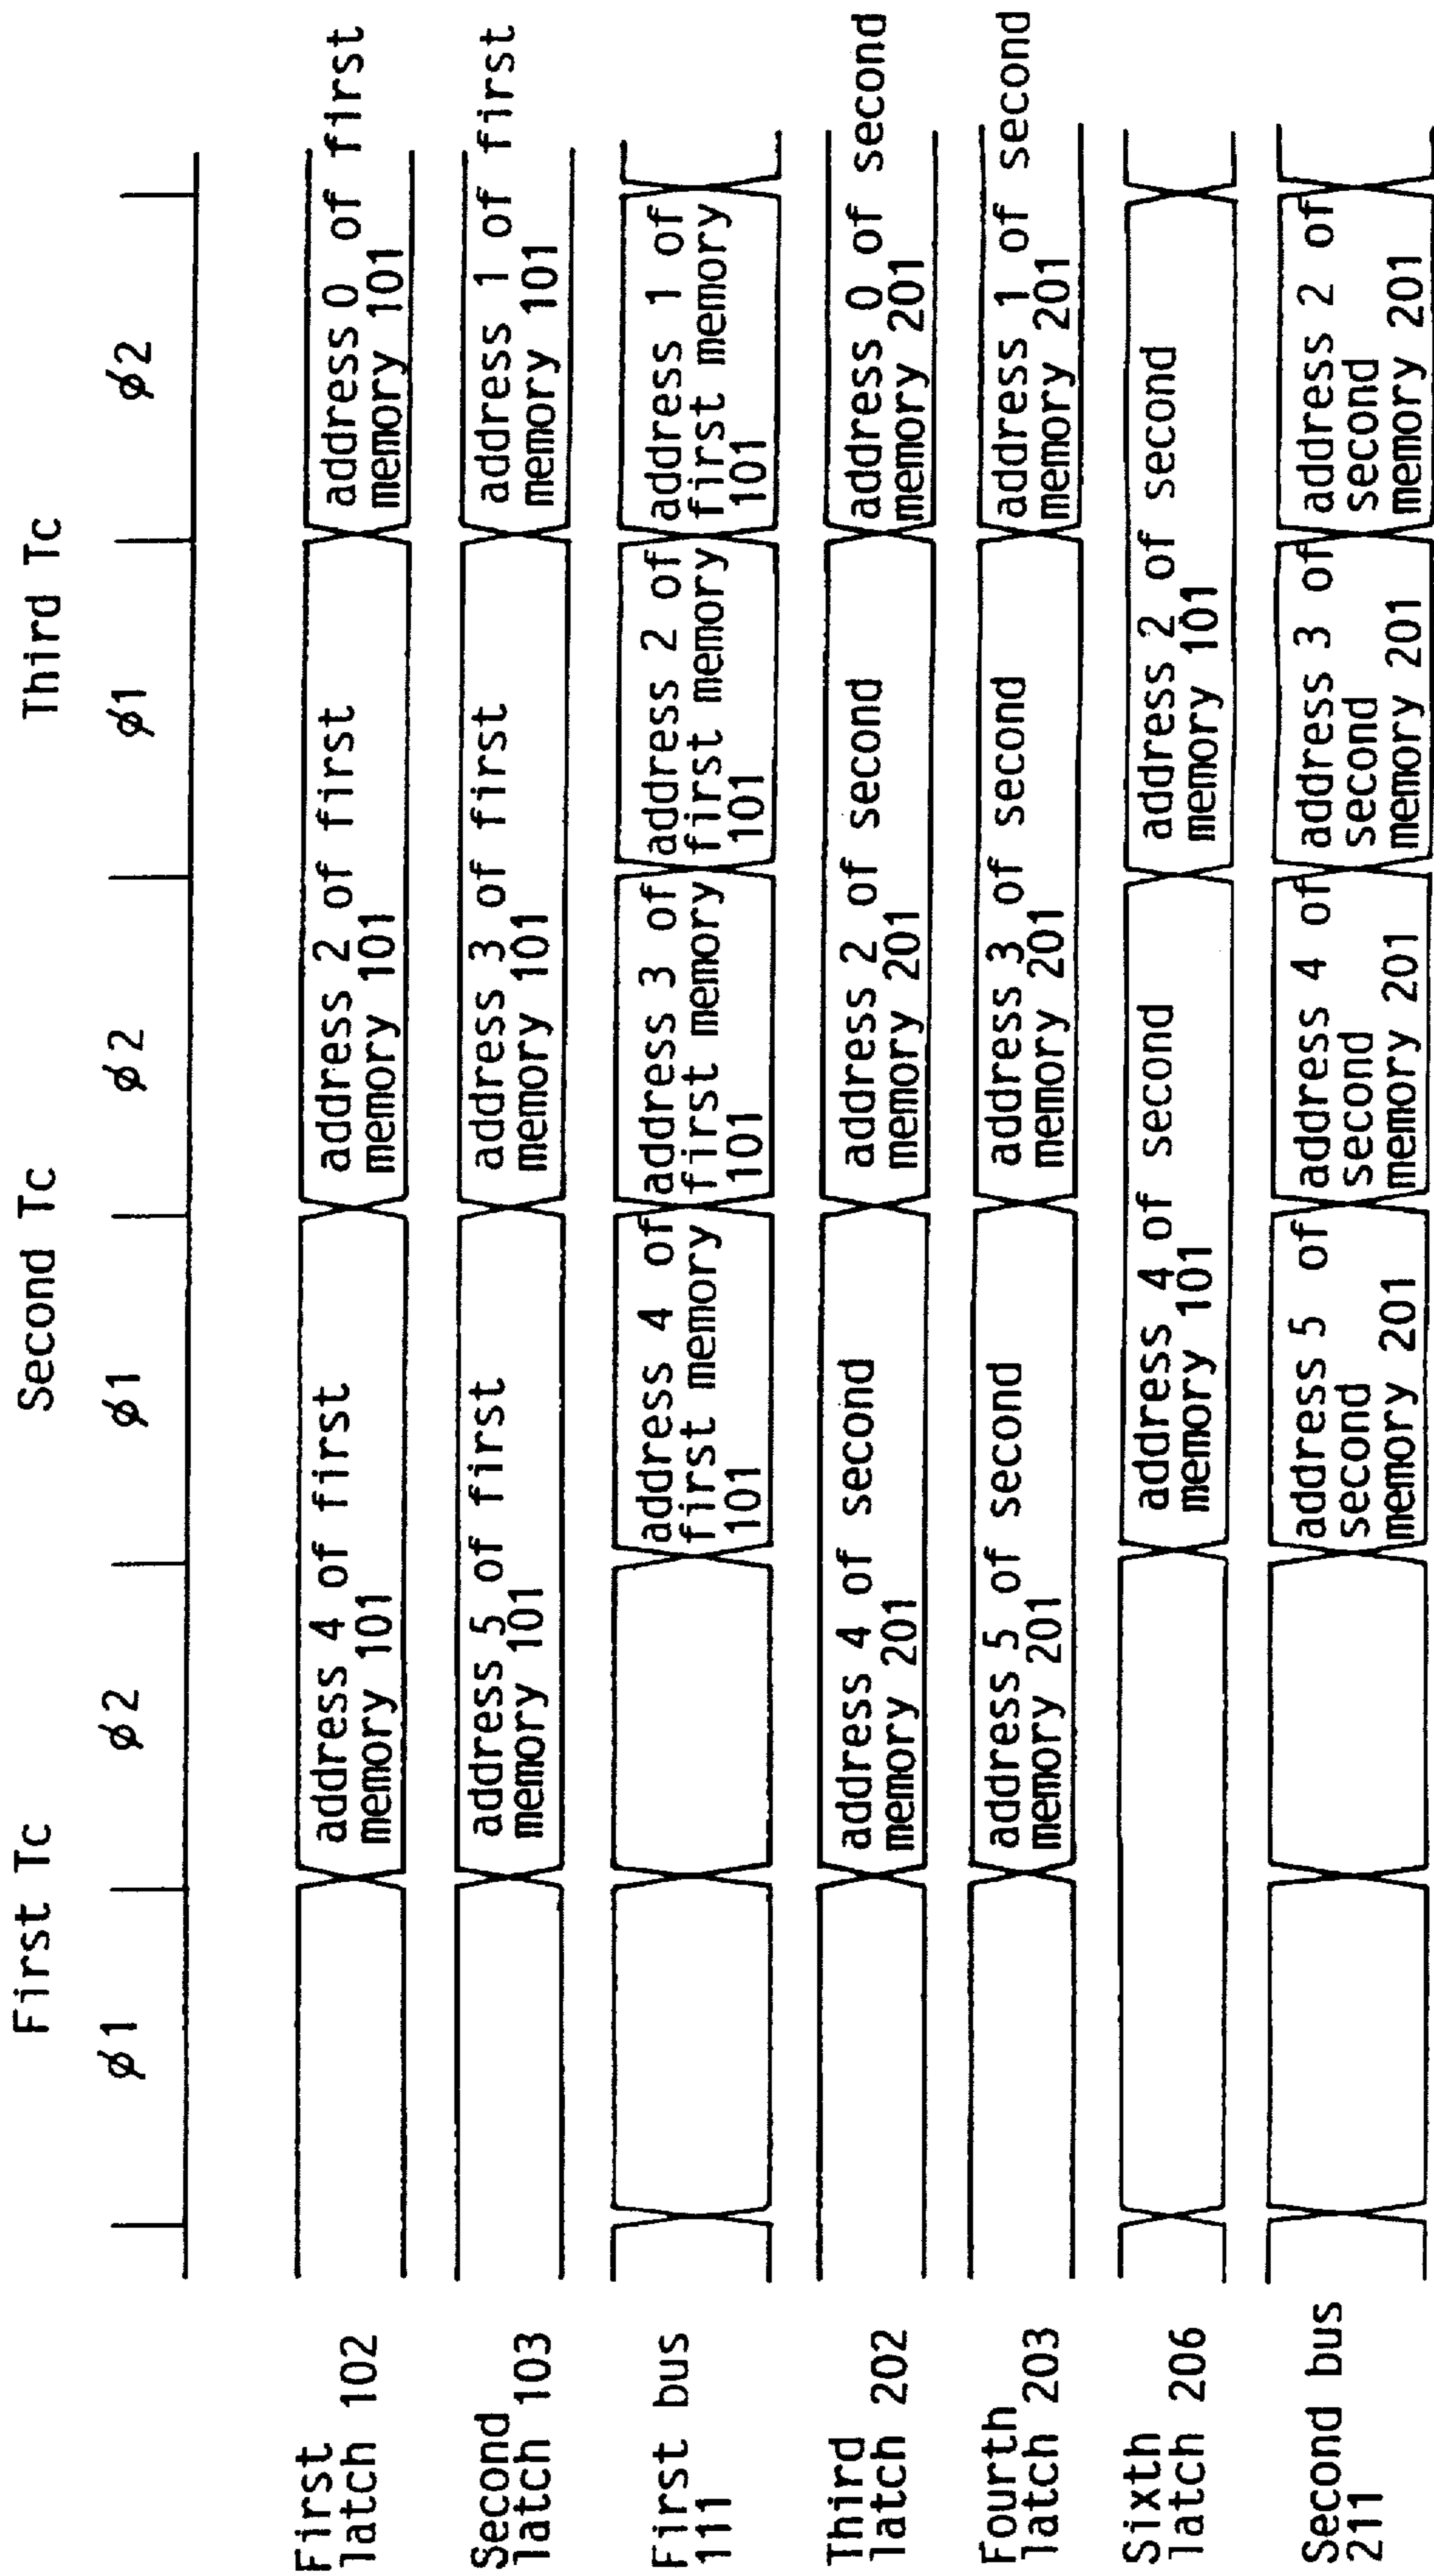 First Tc
Second Tc
Third Tc
ø1
ø2
ø1
ø2
ø1
ø2
First
latch 102
address 4 of first
memory 101
address 2 of first
memory 101
address 0 of first
memory 101
Second
latch 103
address 5 of first
memory 101
address 3 of first
memory 101
address 1 of first
memory 101
First bus
111
address 4 of
first memory
101
address 3 of
first memory
101
address 2 of
first memory
101
address 1 of
first memory
101
Third
latch 202
address 4 of second
memory 201
address 2 of second
memory 201
address 0 of second
memory 201
Fourth
latch 203
address 5 of second
memory 201
address 3 of second
memory 201
address 1 of second
memory 201
Sixth
latch 206
address 4 of second
memory 101
address 2 of second
memory 101
Second bus
211
address 5 of
second
memory 201
address 4 of
second
memory 201
address 3 of
second
memory 201
address 2 of
second
memory 201